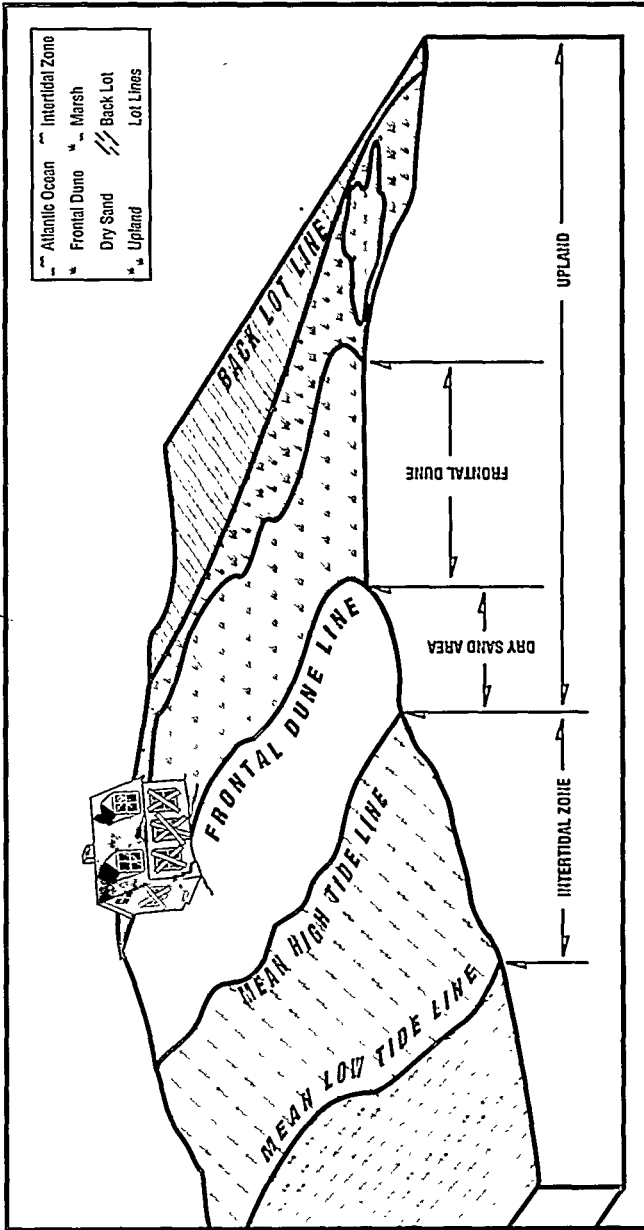 Atlantic Ocean Intertidal Zone
Frontal Dune Marsh
Dry Sand Back Lot
Upland Lot Lines
BACK LOT LINE
FRONTAL DUNE LINE
MEAN HIGH TIDE LINE
MEAN LOW TIDE LINE
UPLAND
FRONTAL DUNE
DRY SAND AREA
INTERTIDAL ZONE